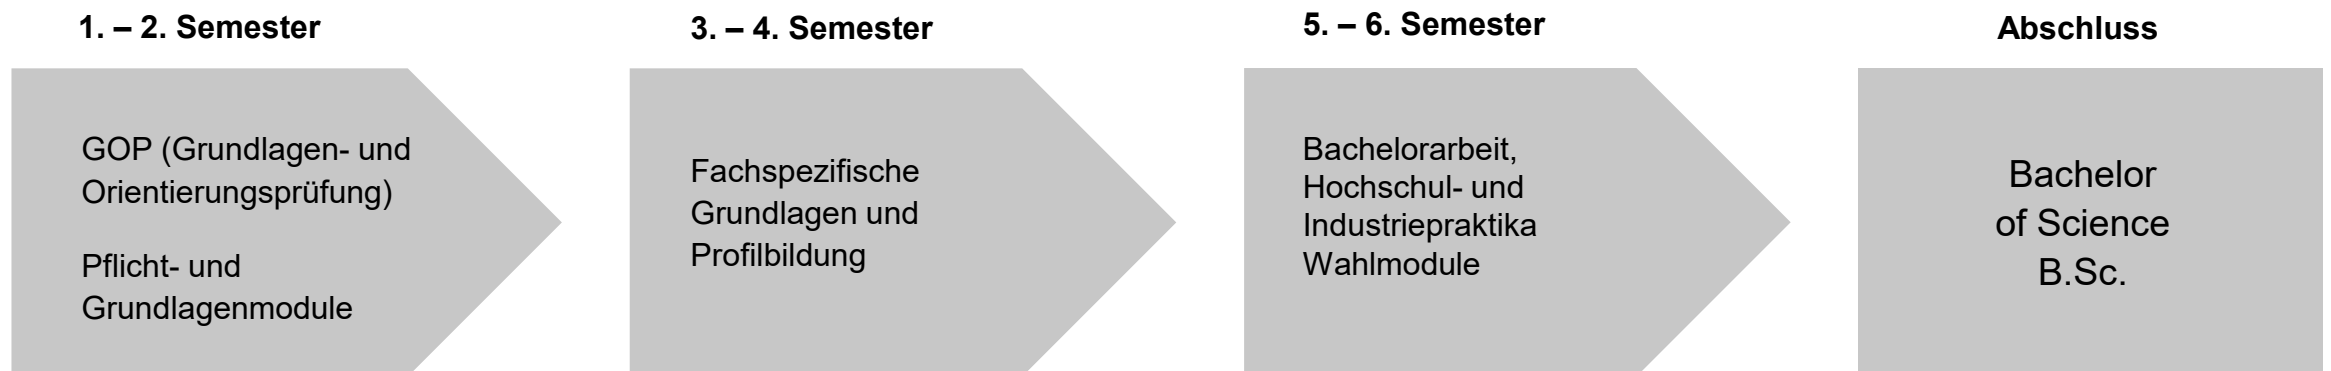 1. – 2. Semester
GOP (Grundlagen- und
Orientierungsprüfung)
Pflicht- und
Grundlagenmodule
3. – 4. Semester
Fachspezifische
Grundlagen und
Profilbildung
5. – 6. Semester
Bachelorarbeit,
Hochschul- und
Industriepraktika
Wahlmodule
Abschluss
Bachelor
of Science
B.Sc.